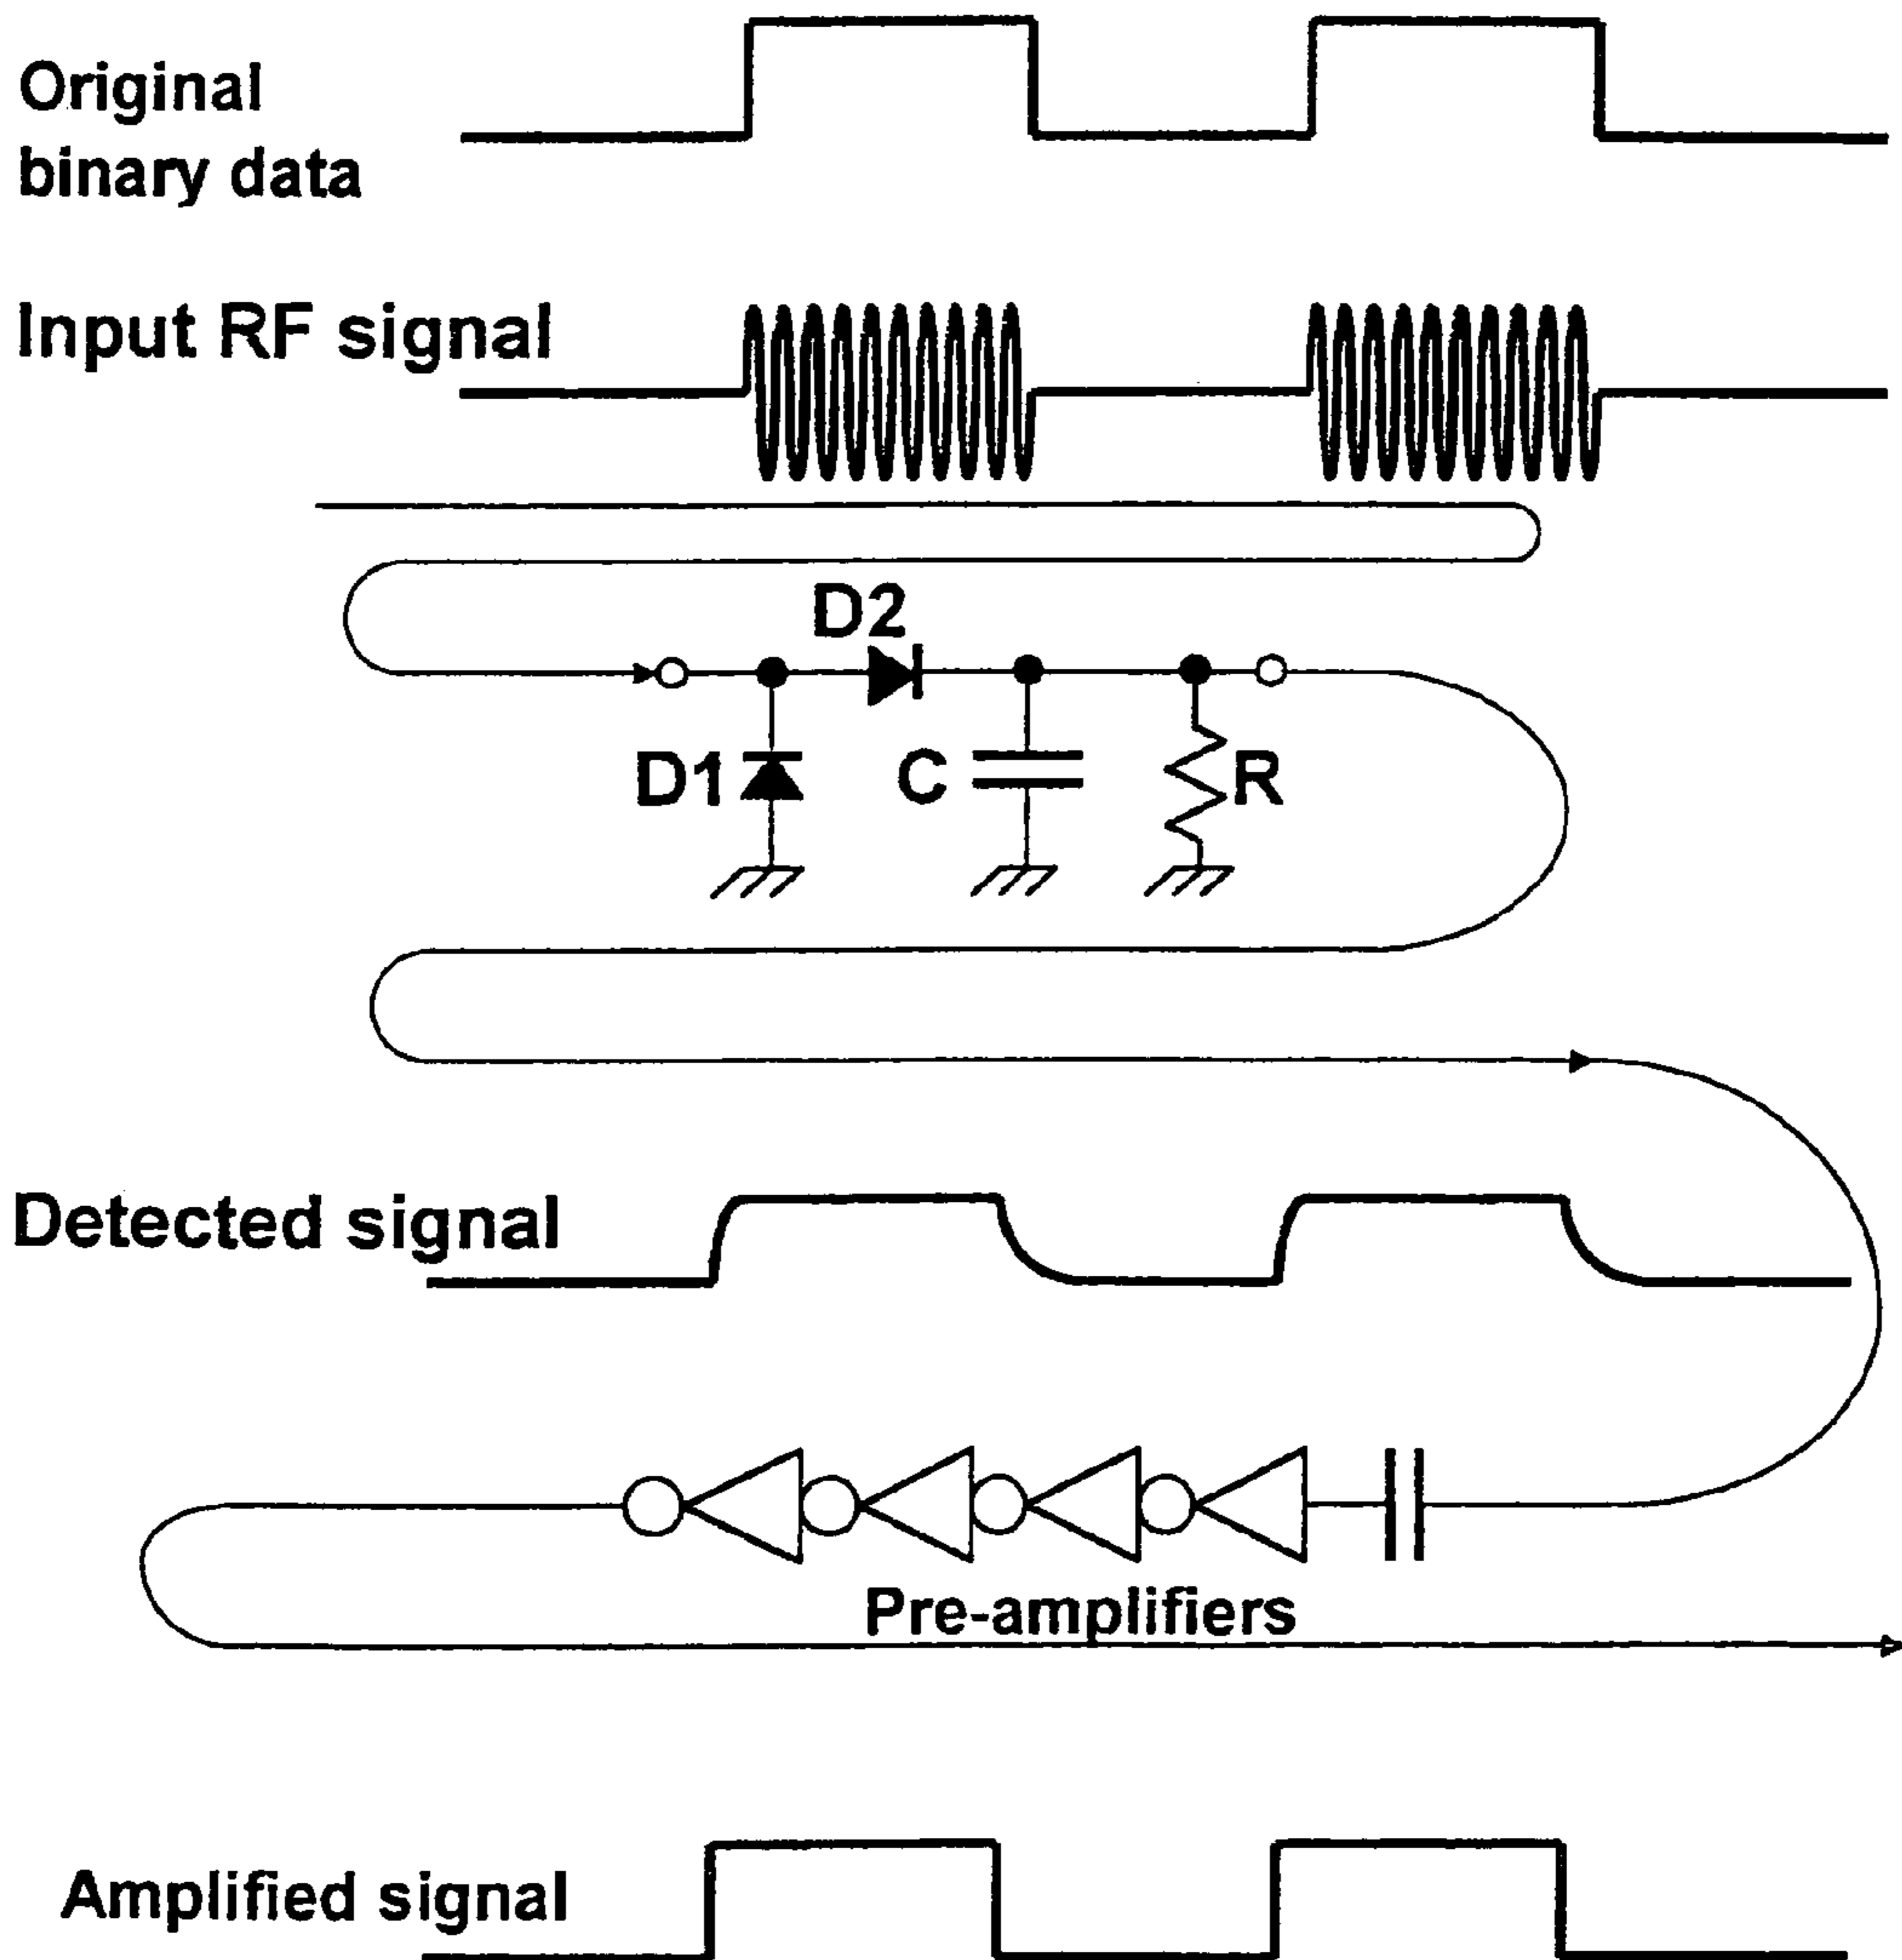 Original
binary data
Input RF signal
D2
D1
C
R
Detected signal
Pre-amplifiers
Amplified signal